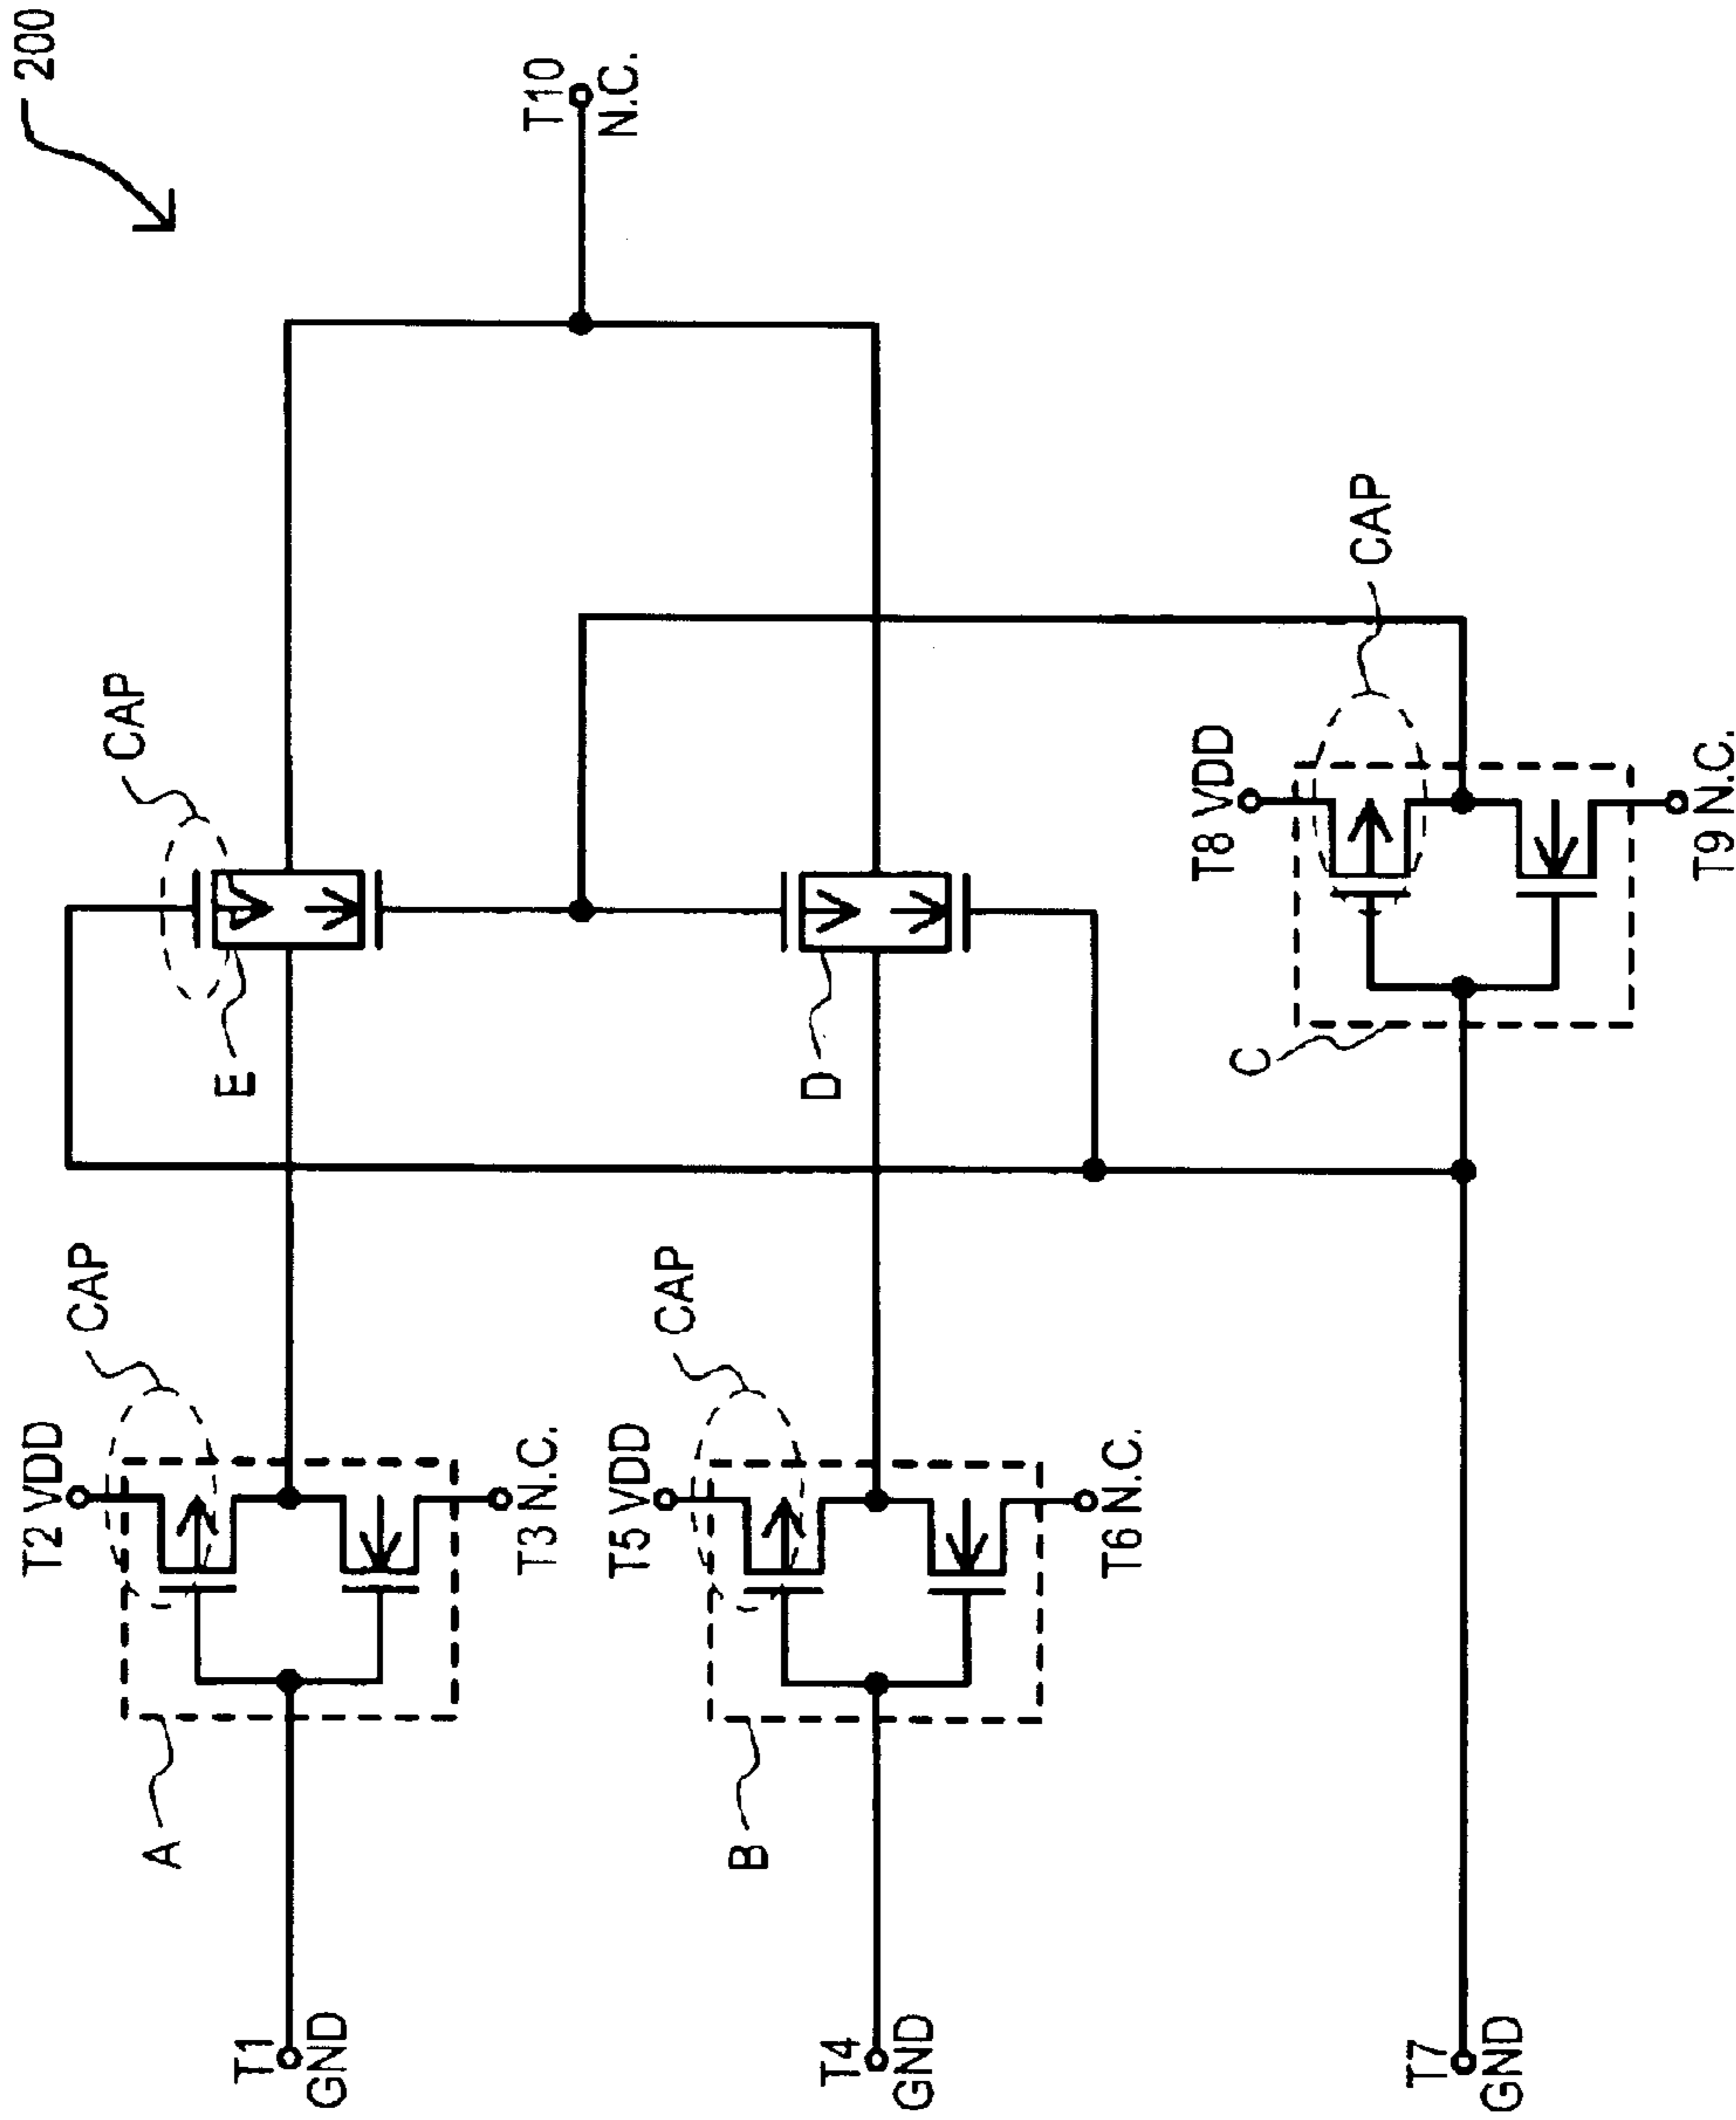 200
T10
N.C.
CAP
E
D
CAP
T8 VDD
C
T9 N.C.
CAP
T2 VDD
T3 N.C.
A
CAP
T5 VDD
T6 N.C.
B
T1
GND
T4
GND
T7
GND